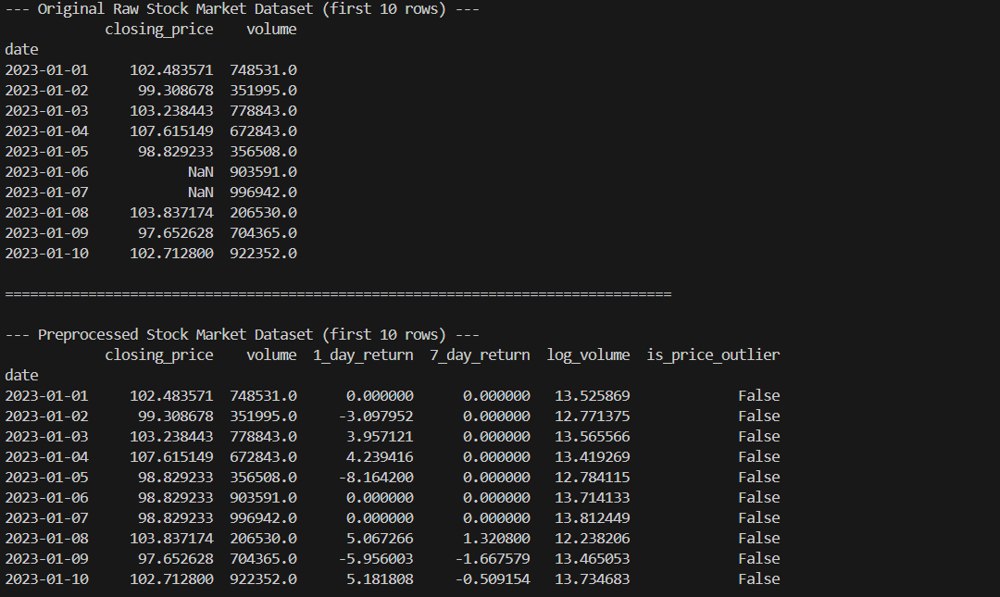 --- Original Raw Stock Market Dataset (first 10 rows) ---
            closing_price    volume
date
2023-01-01     102.483571  748531.0
2023-01-02      99.308678  351995.0
2023-01-03     103.238443  778843.0
2023-01-04     107.615149  672843.0
2023-01-05      98.829233  356508.0
2023-01-06            NaN  903591.0
2023-01-07            NaN  996942.0
2023-01-08     103.837174  206530.0
2023-01-09      97.652628  704365.0
2023-01-10     102.712800  922352.0
================================================================================
--- Preprocessed Stock Market Dataset (first 10 rows) ---
            closing_price    volume  1_day_return  7_day_return  log_volume  is_price_outlier
date
2023-01-01     102.483571  748531.0      0.000000      0.000000   13.525869             False
2023-01-02      99.308678  351995.0     -3.097952      0.000000   12.771375             False
2023-01-03     103.238443  778843.0      3.957121      0.000000   13.565566             False
2023-01-04     107.615149  672843.0      4.239416      0.000000   13.419269             False
2023-01-05      98.829233  356508.0     -8.164200      0.000000   12.784115             False
2023-01-06      98.829233  903591.0      0.000000      0.000000   13.714133             False
2023-01-07      98.829233  996942.0      0.000000      0.000000   13.812449             False
2023-01-08     103.837174  206530.0      5.067266      1.320800   12.238206             False
2023-01-09      97.652628  704365.0     -5.956003     -1.667579   13.465053             False
2023-01-10     102.712800  922352.0      5.181808     -0.509154   13.734683             False